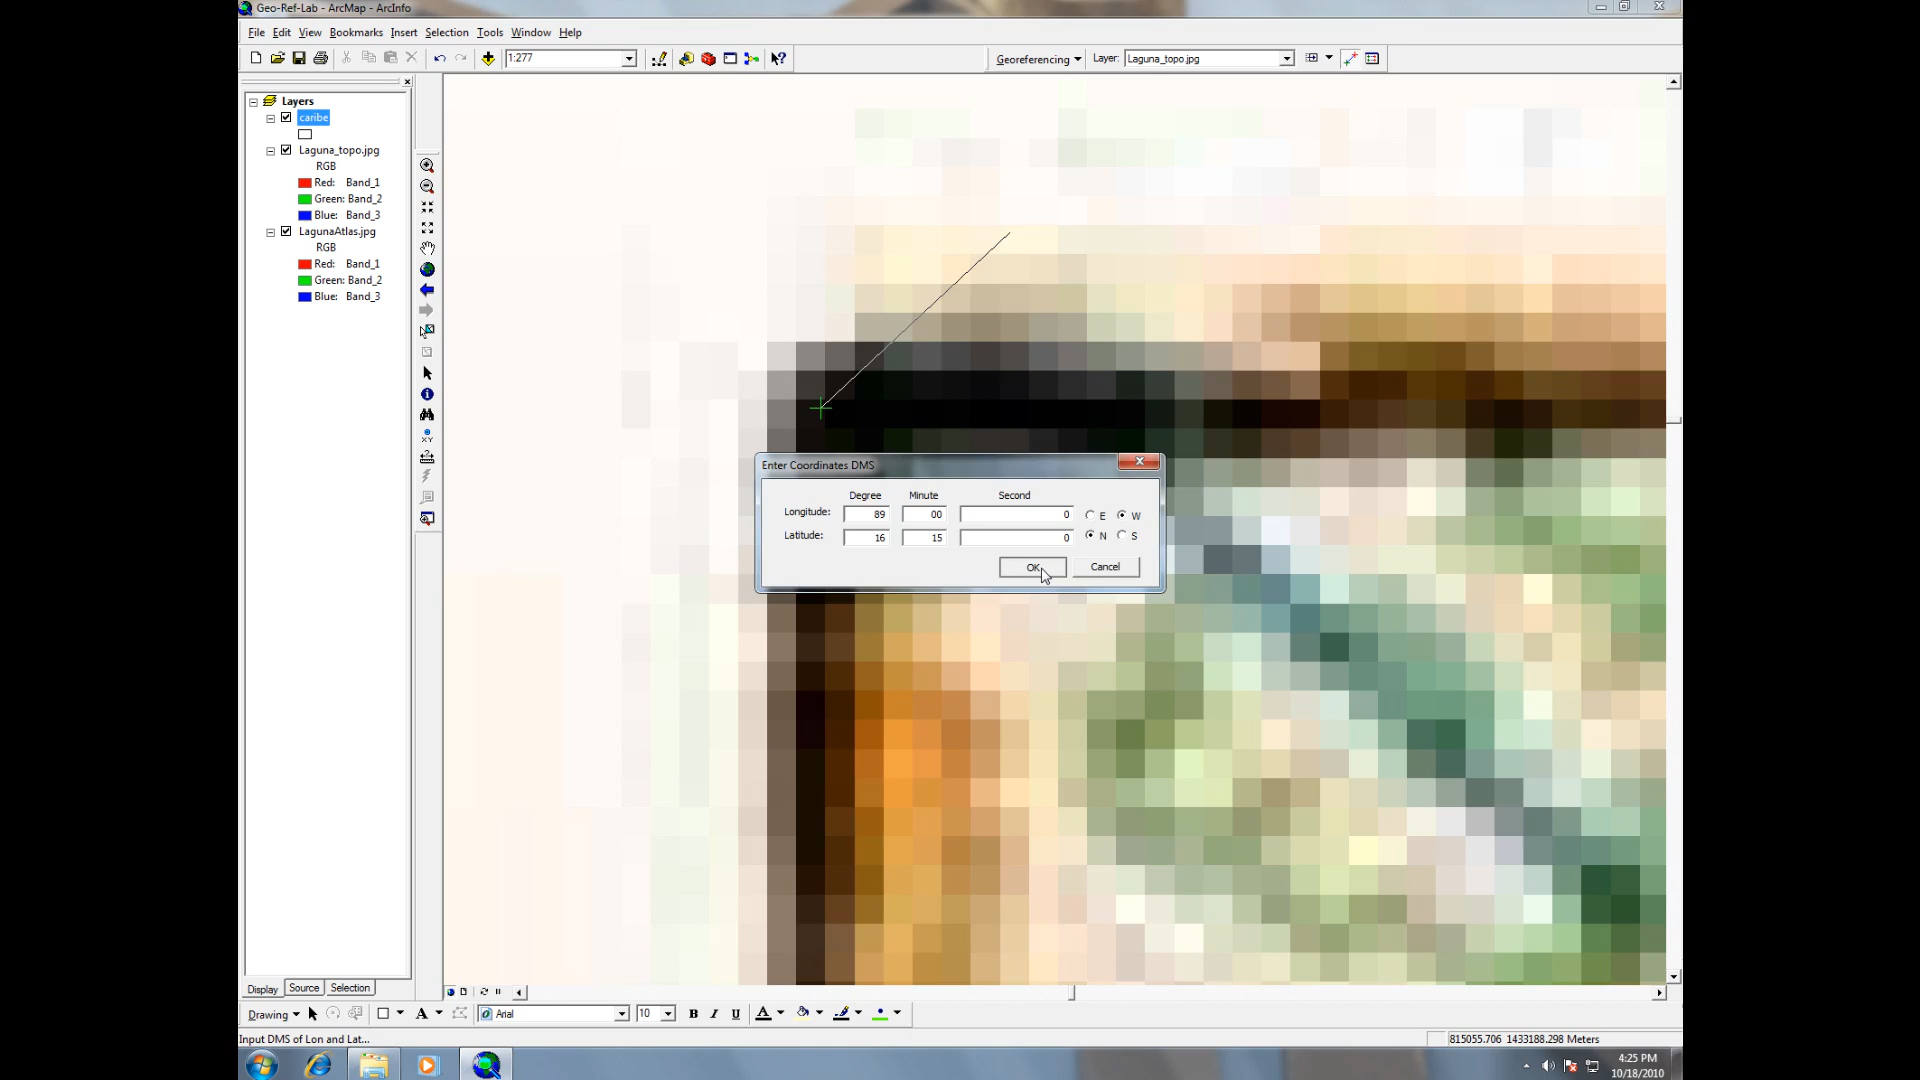 Geo-Ref-Lab - ArcMap - ArcInfo
File Edit View Bookmarks Insert Selection Tools Window Help
1:277
Georeferencing
Layer:
Laguna_topo.jpg
Layers
caribe
Laguna_topo.jpg
RGB
Red: Band_1
Green: Band_2
Blue: Band_3
LagunaAtlas.jpg
RGB
Red: Band_1
Green: Band_2
Blue: Band_3
XY
Enter Coordinates DMS
Degree Minute Second
Longitude: 89 00 0 E W
Latitude: 16 15 0 N S
OK Cancel
Display Source Selection
Drawing A Arial 10 B I U A
Input DMS of Lon and Lat...
815055.706 1433188.298 Meters
4:25 PM
10/18/2010